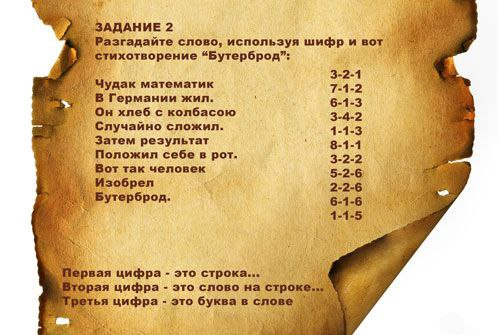 ЗАДАНИЕ 2
Разгадайте слово, используя шифр и вот
стихотворение “Бутерброд”:
Чудак математик
В Германии жил.
Он хлеб с колбасою
Случайно сложил.
Затем результат
Положил себе в рот.
Вот так человек
Изобрел
Бутерброд.
3-2-1
7-1-2
6-1-3
3-4-2
1-1-3
8-1-1
3-2-2
5-2-6
2-2-6
6-1-6
1-1-5
Первая цифра - это строка...
Вторая цифра - это слово на строке...
Третья цифра - это буква в слове